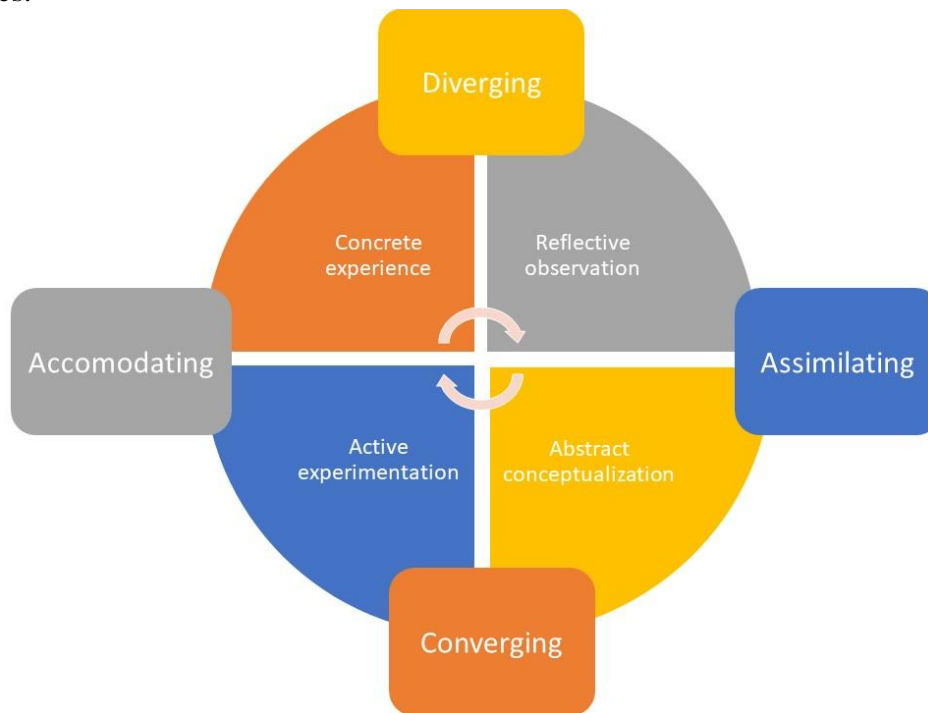 Diverging
Concrete
experience
Reflective
observation
Accomodating
Assimilating
Active
experimentation
Abstract
conceptualization
Converging